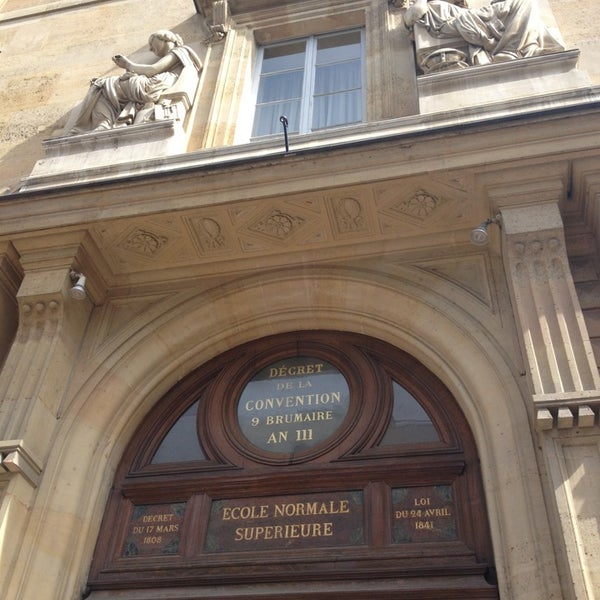 DÉCRET
DE LA
CONVENTION
9 BRUMAIRE
AN III
DECRET
DU 17 MARS
1808
ECOLE NORMALE
SUPERIEURE
LOI
DU 24 AVRIL
1841